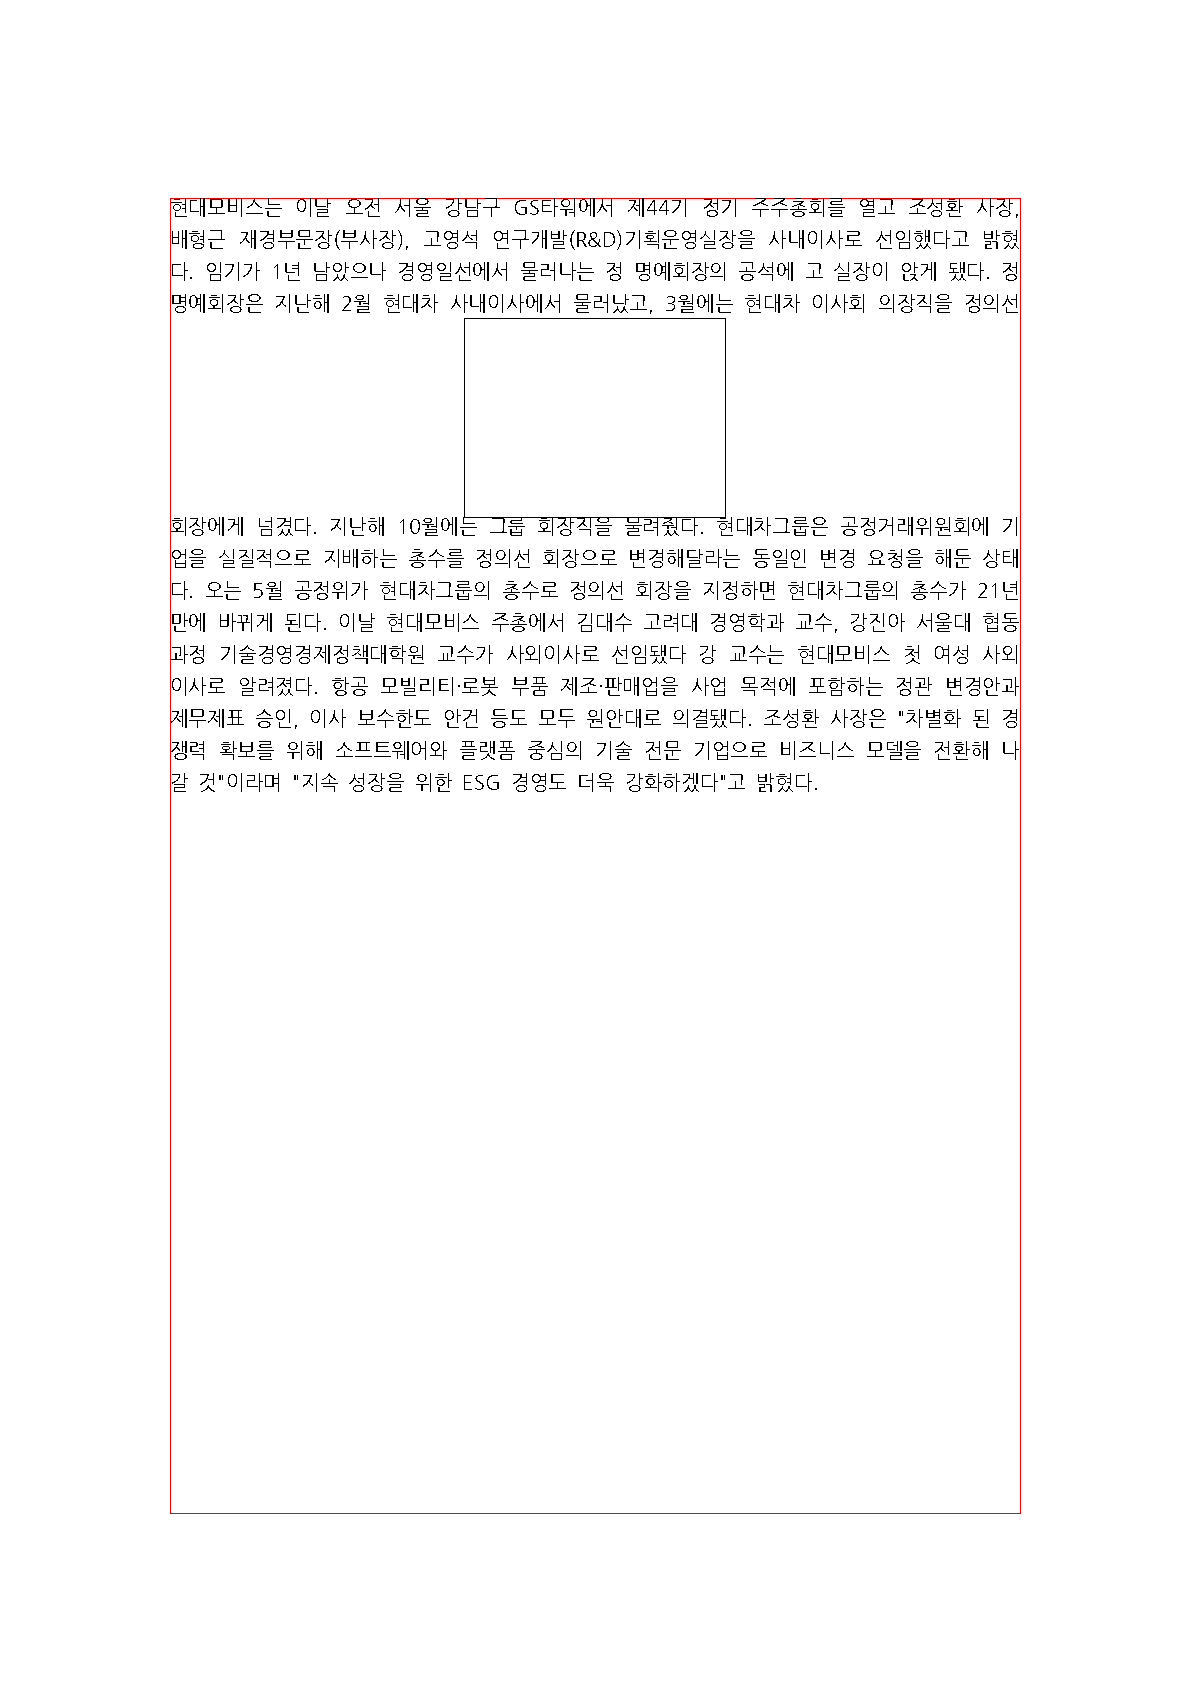 현대모비스는 이날 오전 서울 강남구 GS타워에서 제44기 정기 주주총회를 열고 조성환 사장,
배형근 재경부문장(부사장), 고영석 연구개발(R&D)기획운영실장을 사내이사로 선임했다고 밝혔
다. 임기가 1년 남았으나 경영일선에서 물러나는 정 명예회장의 공석에 고 실장이 앉게 됐다. 정
명예회장은 지난해 2월 현대차 사내이사에서 물러났고, 3월에는 현대차 이사회 의장직을 정의선
회장에게 넘겼다. 지난해 10월에는 그룹 회장직을 물려줬다. 현대차그룹은 공정거래위원회에 기
업을 실질적으로 지배하는 총수를 정의선 회장으로 변경해달라는 동일인 변경 요청을 해둔 상태
다. 오는 5월 공정위가 현대차그룹의 총수로 정의선 회장을 지정하면 현대차그룹의 총수가 21년
만에 바뀌게 된다. 이날 현대모비스 주총에서 김대수 고려대 경영학과 교수, 강진아 서울대 협동
과정 기술경영경제정책대학원 교수가 사외이사로 선임됐다 강 교수는 현대모비스 첫 여성 사외
이사로 알려졌다. 항공 모빌리티·로봇 부품 제조·판매업을 사업 목적에 포함하는 정관 변경안과
제무제표 승인, 이사 보수한도 안건 등도 모두 원안대로 의결됐다. 조성환 사장은 "차별화 된 경
쟁력 확보를 위해 소프트웨어와 플랫폼 중심의 기술 전문 기업으로 비즈니스 모델을 전환해 나
갈 것"이라며 "지속 성장을 위한 ESG 경영도 더욱 강화하겠다"고 밝혔다.